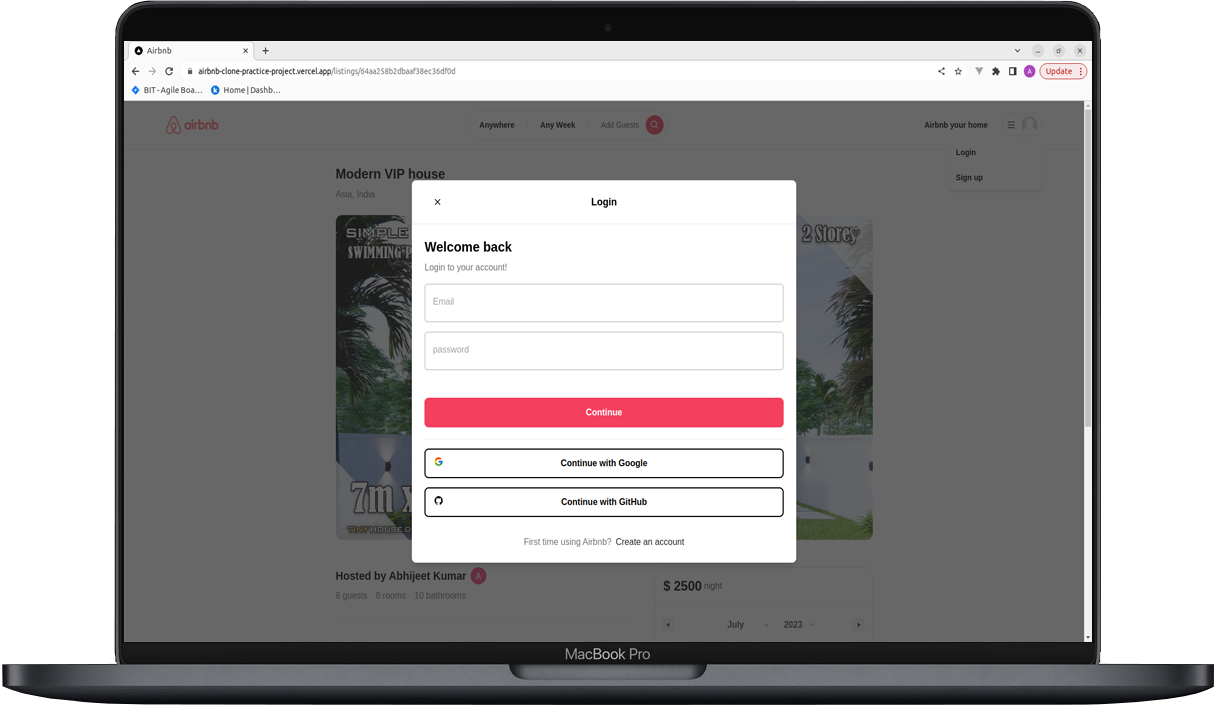 Airbnb
airbnb-clone-practice-project.vercel.app/listings/64aa258b2dbaaf38ec36df0d
A
Update
BIT - Agile Boa...
Home | Dashb...
airbnb
Anywhere
Any Week
Add Guests
Airbnb your home
Login
Sign up
Modern VIP house
Asia, India
SIMPLE
SWIMMING P
2 Storey
7m x
TINY HOUSE D
Login
Welcome back
Login to your account!
Email
password
Continue
Continue with Google
Continue with GitHub
First time using Airbnb? Create an account
Hosted by Abhijeet Kumar A
8 guests 8 rooms 10 bathrooms
$ 2500 night
July 2023
MacBook Pro